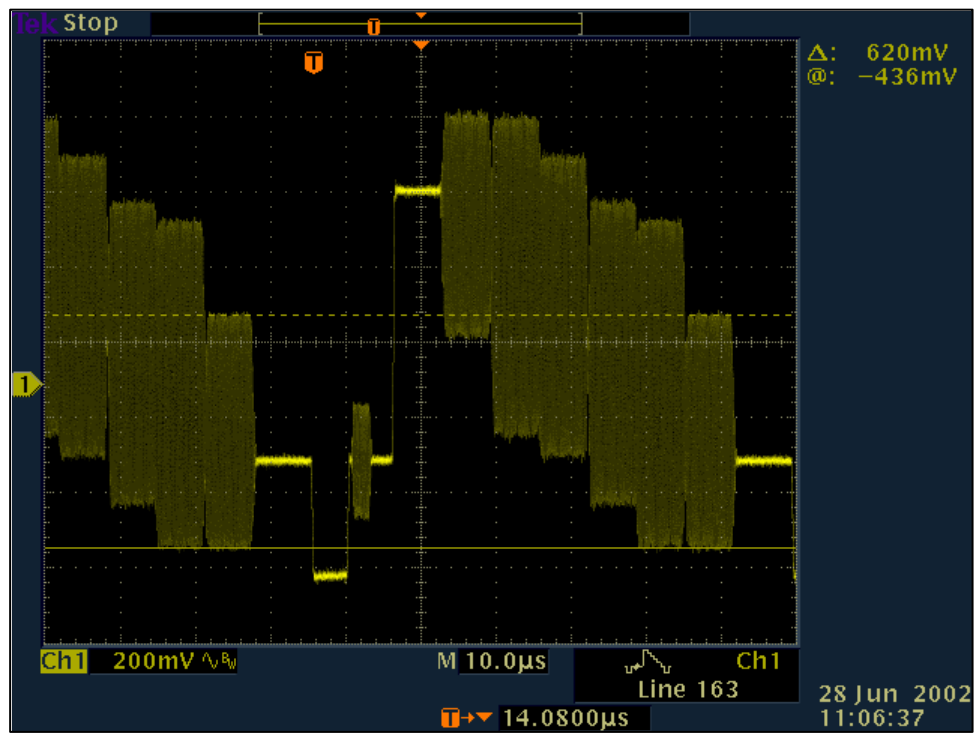 Tek Stop
T
T
Δ: 620mV
@: −436mV
1
Ch1 200mV ∿ BW M 10.0µs Ch1
Line 163
T→▼ 14.0800µs
28 Jun 2002
11:06:37